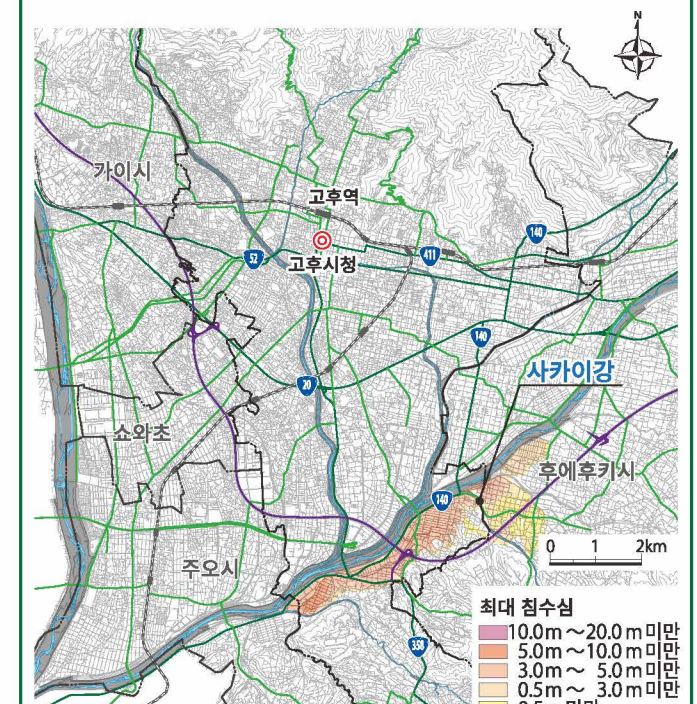 N
가이시
고후역
140
52
고후시청
411
140
사카이강
20
쇼와초
후에후키시
140
0 1 2km
주오시
최대 침수심
10.0m～20.0m미만
358
5.0m～10.0m미만
3.0m～ 5.0m미만
0.5m～ 3.0m미만